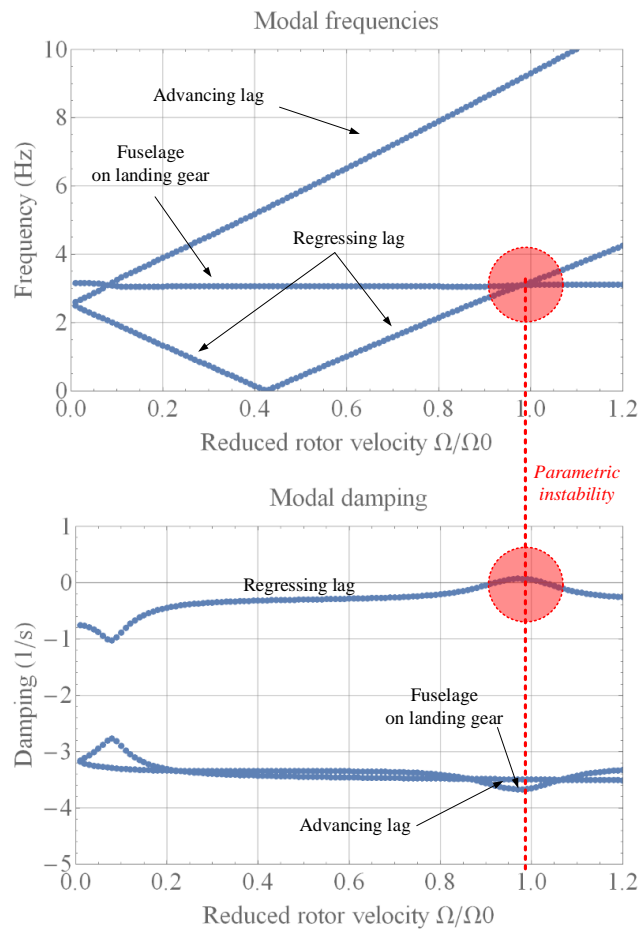 Modal frequencies
10
8
6
4
2
0
Frequency (Hz)
Advancing lag
Fuselage
on landing gear
Regressing lag
0.0 0.2 0.4 0.6 0.8 1.0 1.2
Reduced rotor velocity Ω/Ω0
Parametric
instability
Modal damping
1
0
−1
−2
−3
−4
−5
Damping (1/s)
Regressing lag
Fuselage
on landing gear
Advancing lag
0.0 0.2 0.4 0.6 0.8 1.0 1.2
Reduced rotor velocity Ω/Ω0